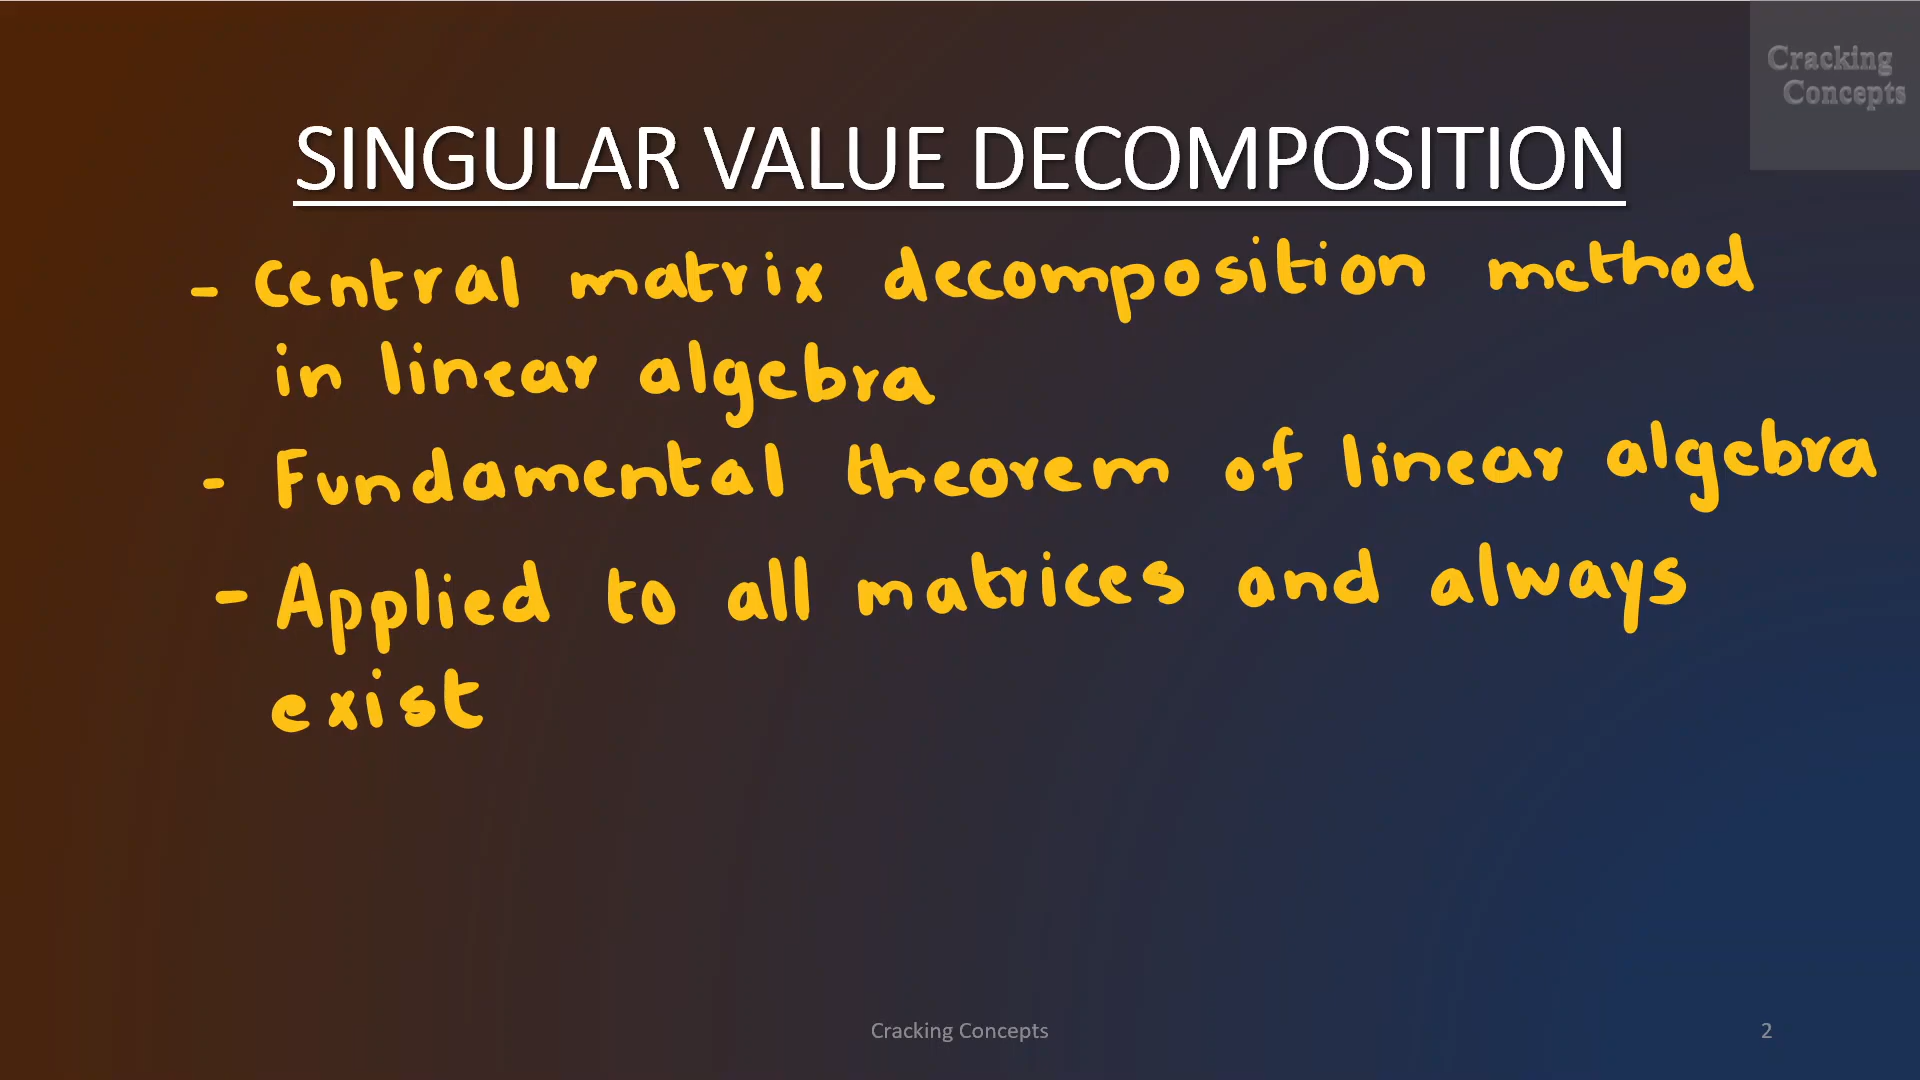 Cracking
Concepts
SINGULAR VALUE DECOMPOSITION
- Central matrix decomposition method
in linear algebra
- Fundamental theorem of linear algebra
- Applied to all matrices and always
exist
Cracking Concepts
2